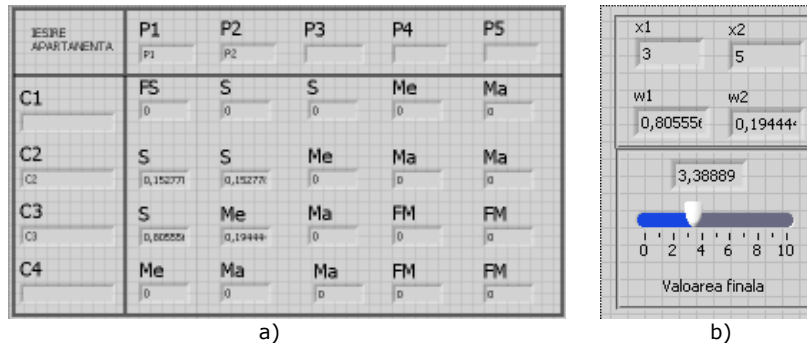 IESIRE P1 P2 P3 P4 P5
APARTANENTA P1 P2
C1 FS S S Me Ma
0 0 0 0 0
C2 S S Me Ma Ma
C2 0,15277 0,15277 0 0 0
C3 S Me Ma FM FM
C3 0,80555 0,19444 0 0 0
C4 Me Ma Ma FM FM
0 0 0 0 0
a)
x1 x2
3 5
w1 w2
0,80555 0,19444
3,38889
0 2 4 6 8 10
Valoarea finala
b)